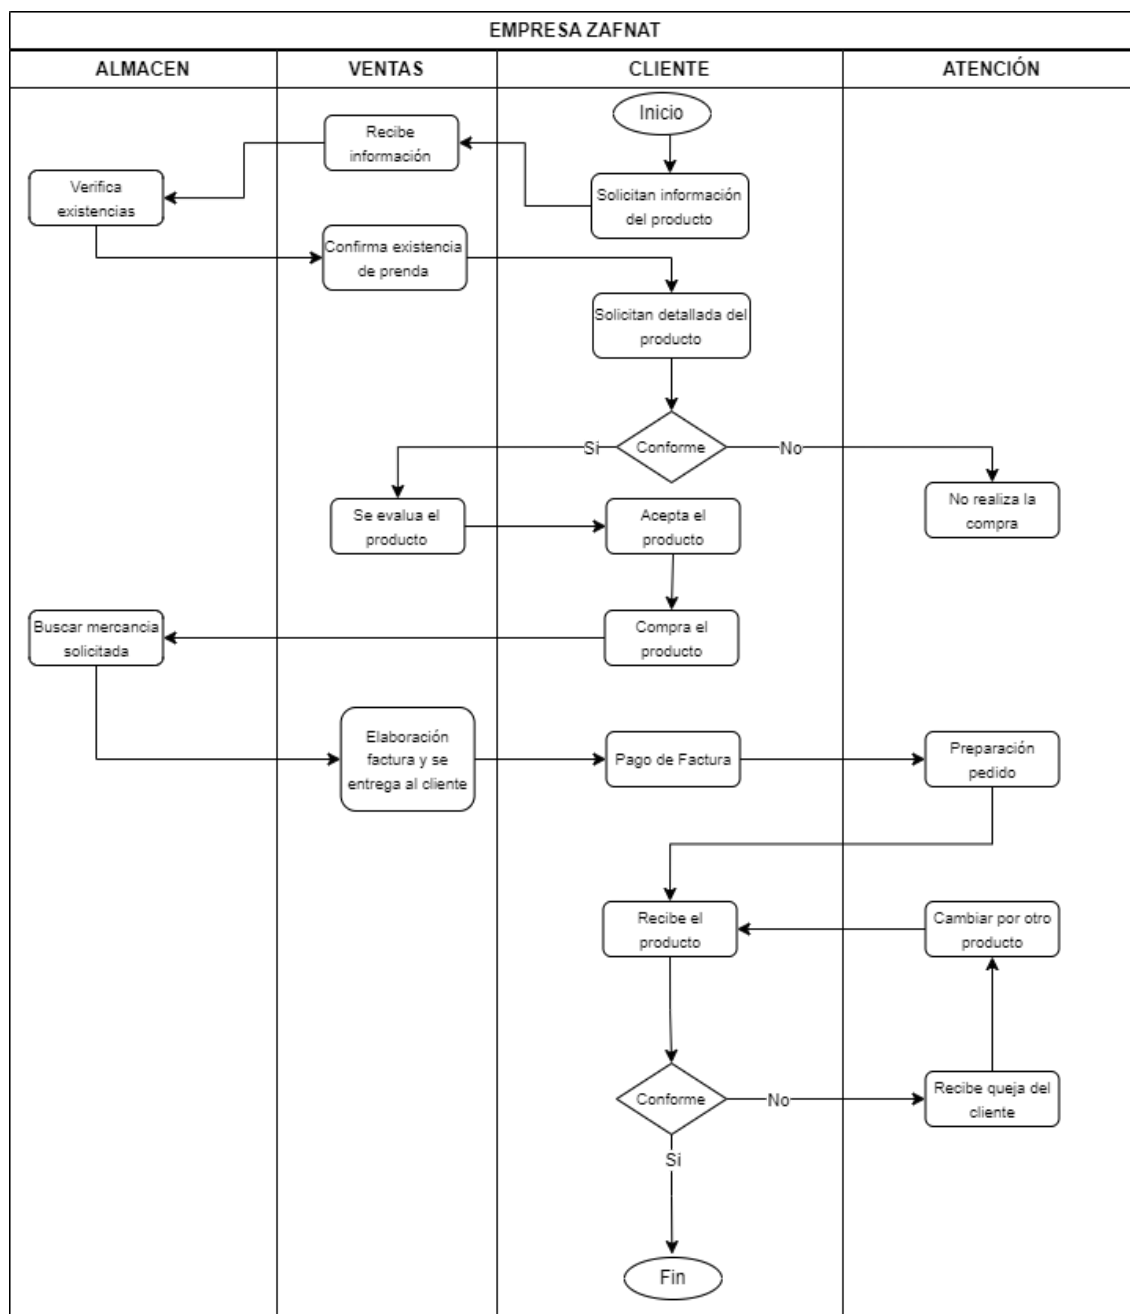 EMPRESA ZAFNAT
ALMACEN
VENTAS
CLIENTE
ATENCIÓN
Inicio
Recibe
información
Solicitan información
del producto
Verifica
existencias
Confirma existencia
de prenda
Solicitan detallada del
producto
Conforme
Si
No
Se evalua el
producto
Acepta el
producto
No realiza la
compra
Buscar mercancia
solicitada
Compra el
producto
Elaboración
factura y se
entrega al cliente
Pago de Factura
Preparación
pedido
Recibe el
producto
Cambiar por otro
producto
Conforme
No
Recibe queja del
cliente
Si
Fin